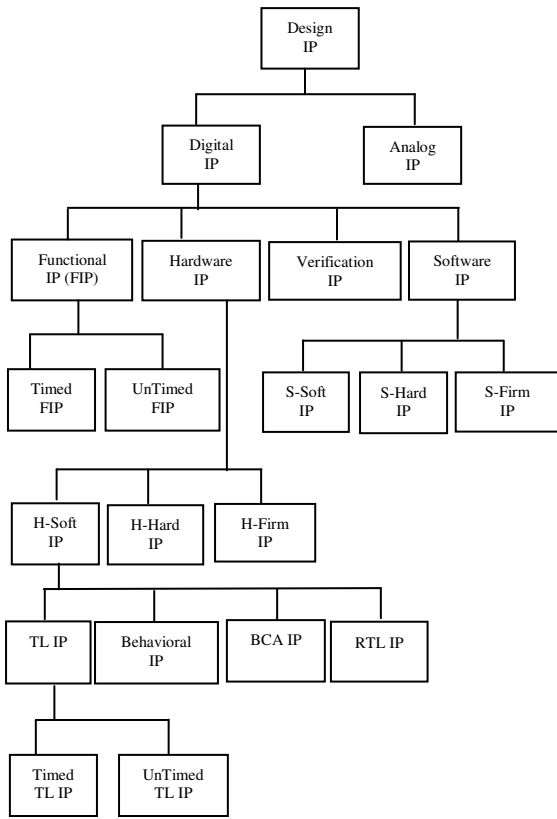 Design
IP
Digital
IP
Analog
IP
Functional
IP (FIP)
Hardware
IP
Verification
IP
Software
IP
Timed
FIP
UnTimed
FIP
S-Soft
IP
S-Hard
IP
S-Firm
IP
H-Soft
IP
H-Hard
IP
H-Firm
IP
TL IP
Behavioral
IP
BCA IP
RTL IP
Timed
TL IP
UnTimed
TL IP